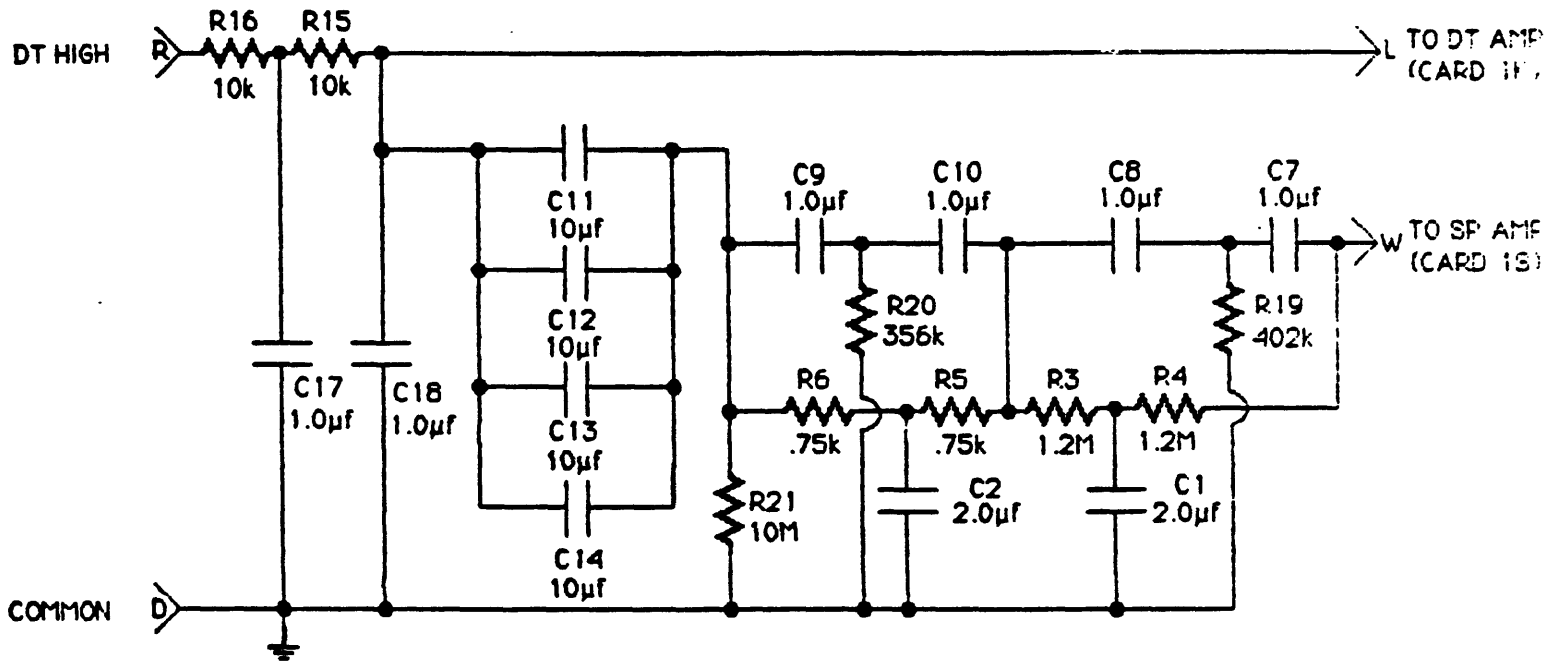 R16 R15
DT HIGH R
10k 10k
L TO DT AMP
(CARD
C11
10µf
C12
10µf
C13
10µf
C14
10µf
C17
1.0µf
C18
1.0µf
C9
1.0µf
C10
1.0µf
C8
1.0µf
C7
1.0µf
W TO SP AMP
(CARD 1S)
R20
356k
R19
402k
R6
.75k
R5
.75k
R3
1.2M
R4
1.2M
R21
10M
C2
2.0µf
C1
2.0µf
COMMON D